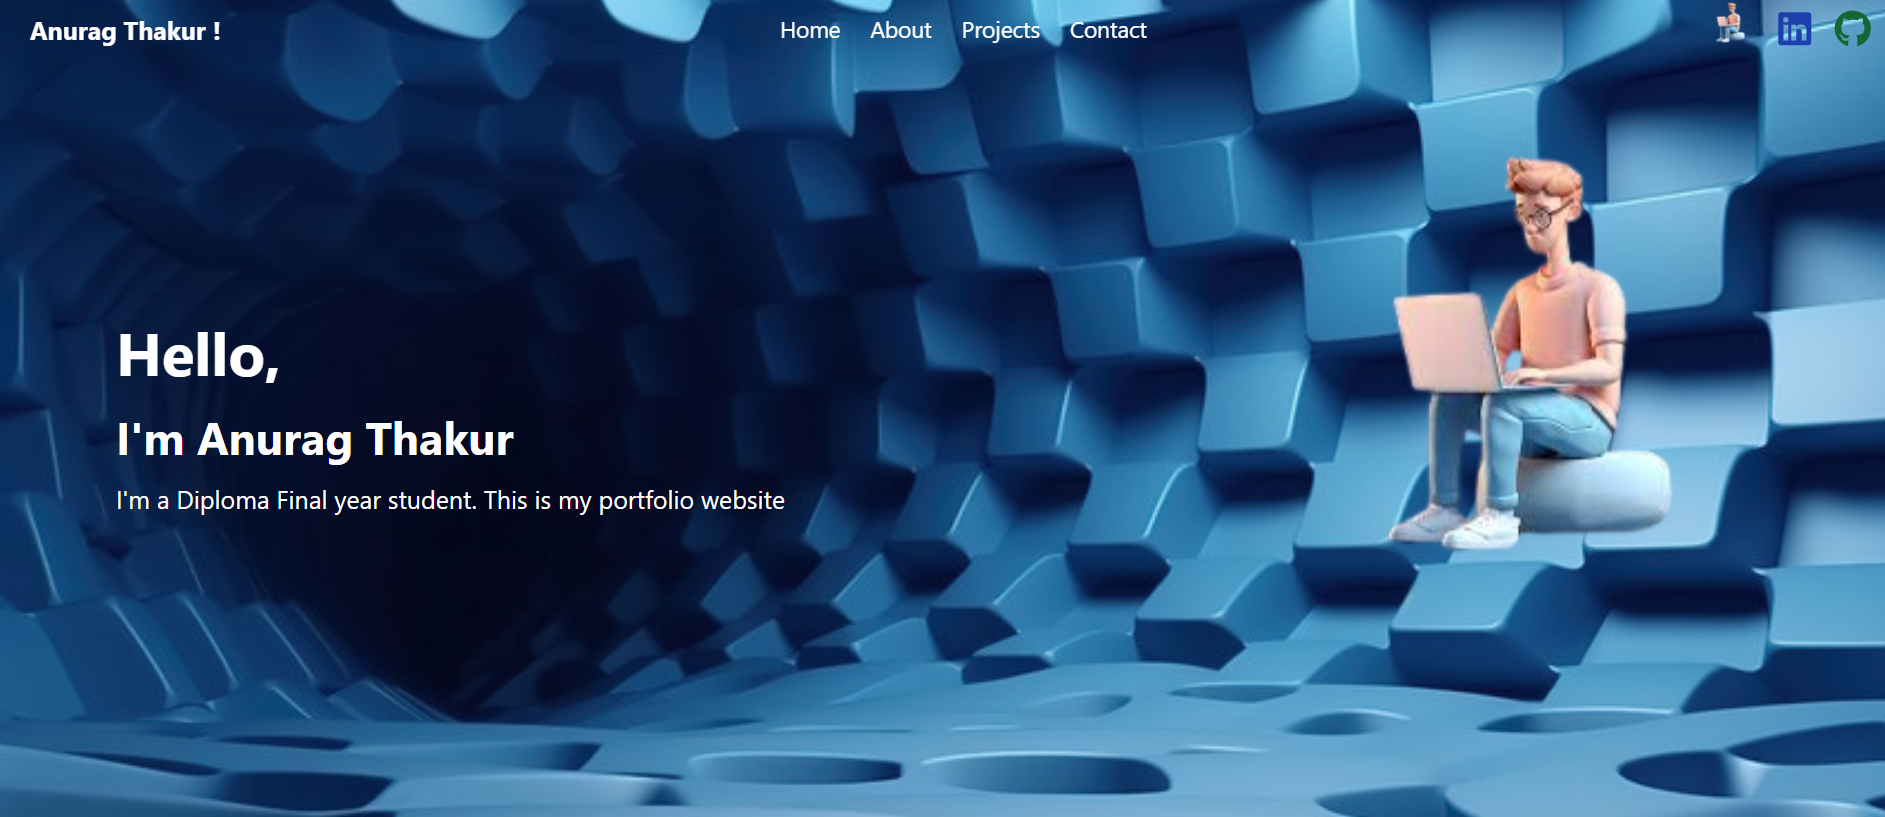 Anurag Thakur !
Home About Projects Contact
in
Hello,
I'm Anurag Thakur
I'm a Diploma Final year student. This is my portfolio website